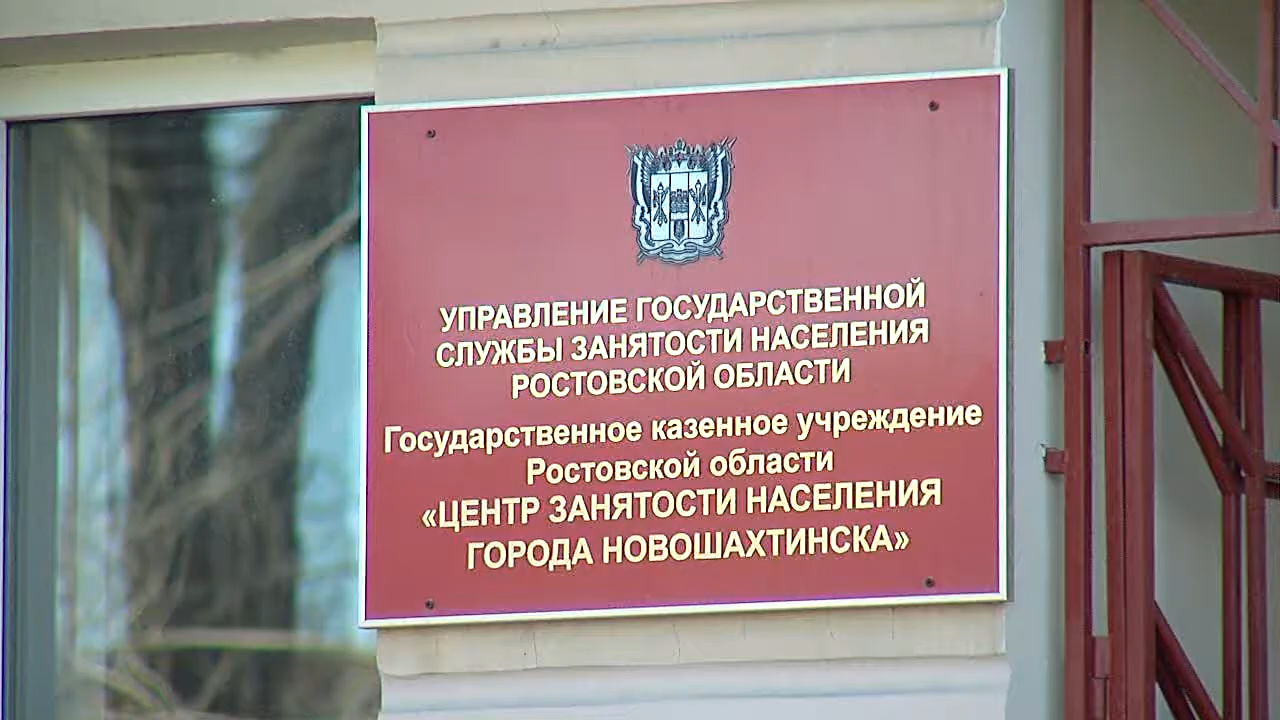 УПРАВЛЕНИЕ ГОСУДАРСТВЕННОЙ
СЛУЖБЫ ЗАНЯТОСТИ НАСЕЛЕНИЯ
РОСТОВСКОЙ ОБЛАСТИ
Государственное казенное учреждение
Ростовской области
«ЦЕНТР ЗАНЯТОСТИ НАСЕЛЕНИЯ
ГОРОДА НОВОШАХТИНСКА»